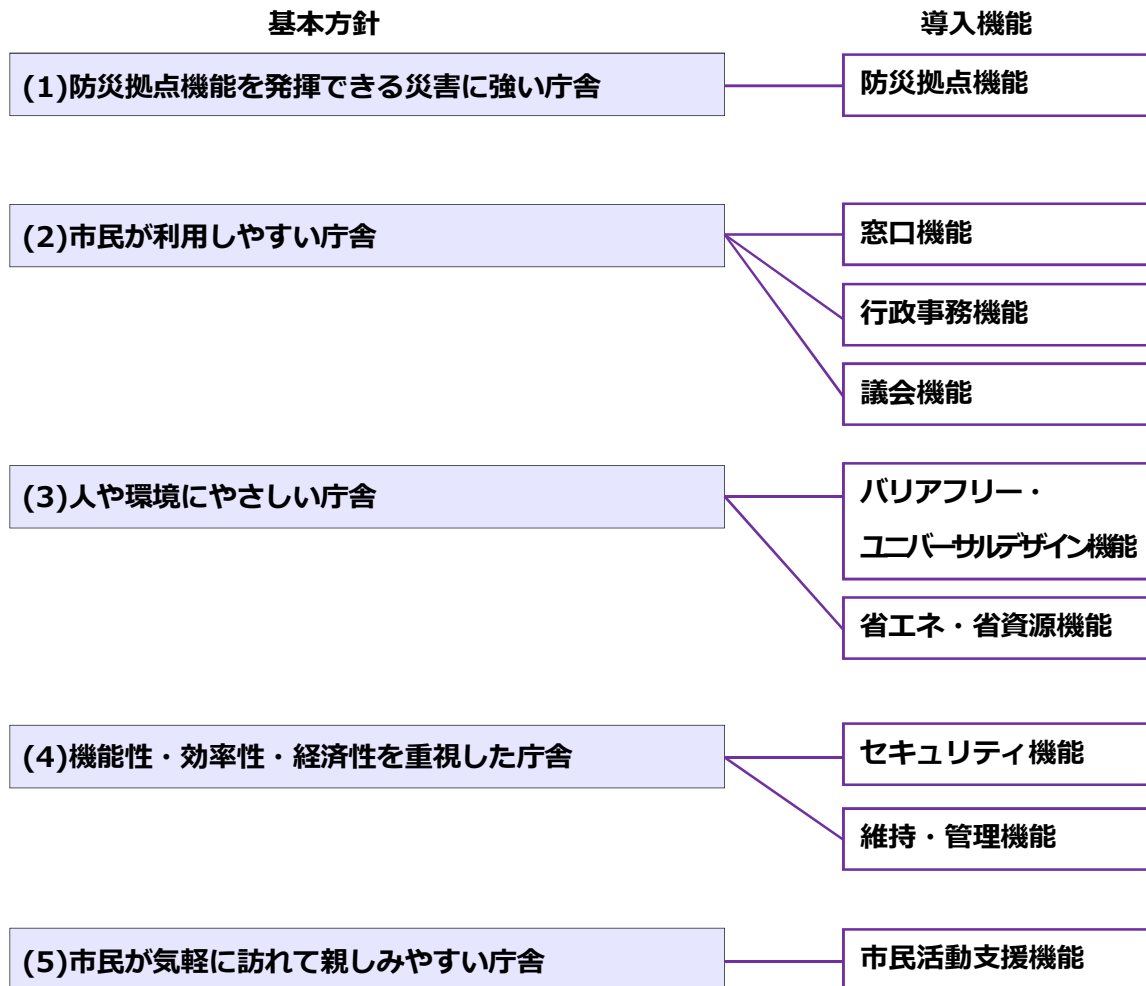 基本方針
導入機能
(1)防災拠点機能を発揮できる災害に強い庁舎
防災拠点機能
(2)市民が利用しやすい庁舎
窓口機能
行政事務機能
議会機能
(3)人や環境にやさしい庁舎
バリアフリー・
ユニバーサルデザイン機能
省エネ・省資源機能
(4)機能性・効率性・経済性を重視した庁舎
セキュリティ機能
維持・管理機能
(5)市民が気軽に訪れて親しみやすい庁舎
市民活動支援機能